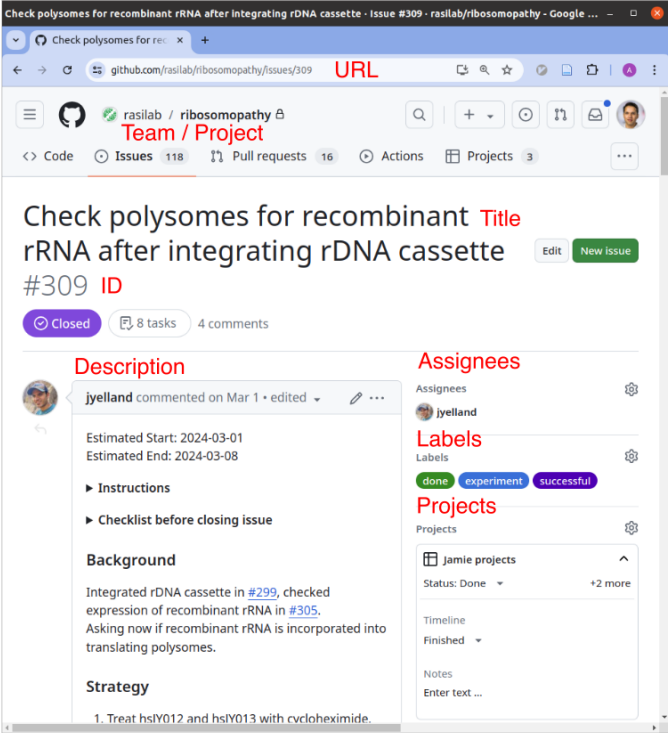 Check polysomes for recombinant rRNA after integrating rDNA cassette · Issue #309 · rasilab/ribosomopathy - Google ...
Check polysomes for rec
github.com/rasilab/ribosomopathy/issues/309 URL
A
rasilab / ribosomopathy
Team / Project
Code Issues 118 Pull requests 16 Actions Projects 3
Check polysomes for recombinant Title
rRNA after integrating rDNA cassette
Edit New issue
#309 ID
Closed 8 tasks 4 comments
Description
jyelland commented on Mar 1 • edited
Estimated Start: 2024-03-01
Estimated End: 2024-03-08
Instructions
Checklist before closing issue
Background
Integrated rDNA cassette in #299, checked
expression of recombinant rRNA in #305.
Asking now if recombinant rRNA is incorporated into
translating polysomes.
Strategy
1. Treat hsJY012 and hsJY013 with cycloheximide.
Assignees
Assignees
jyelland
Labels
Labels
done experiment successful
Projects
Projects
Jamie projects
Status: Done +2 more
Timeline
Finished
Notes
Enter text ...